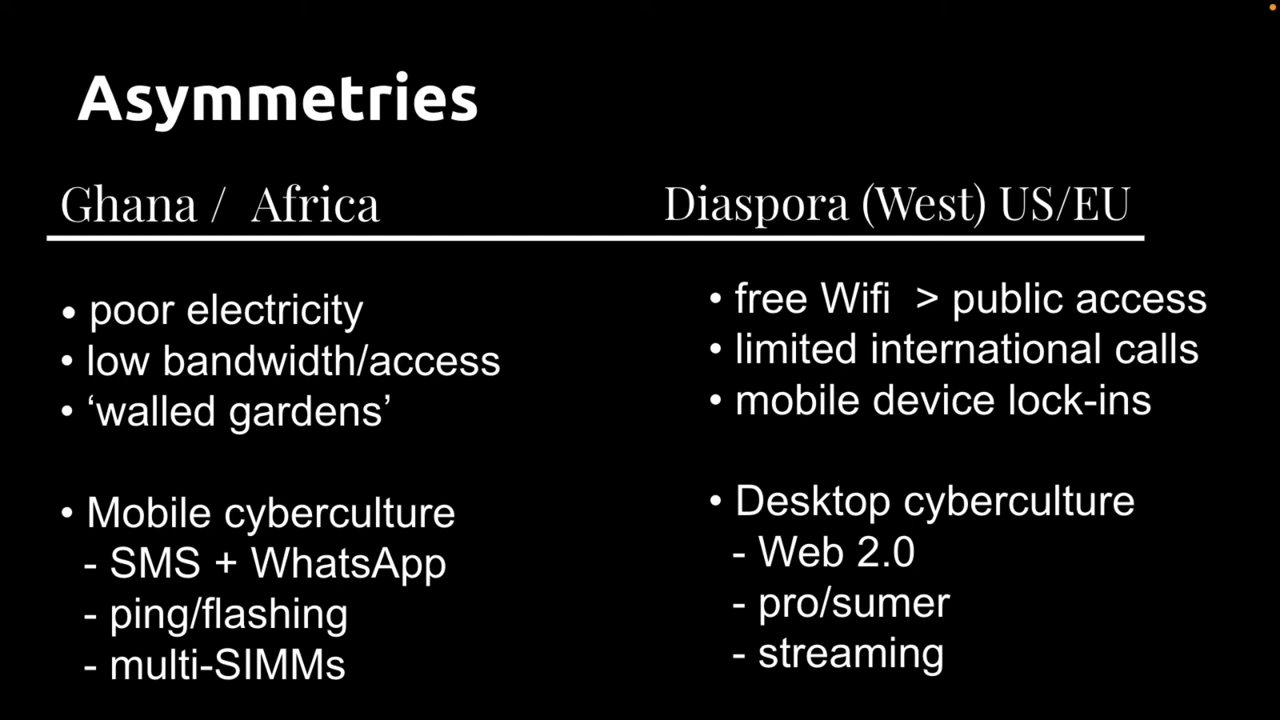 Asymmetries
Ghana / Africa
• poor electricity
• low bandwidth/access
• ‘walled gardens’
• Mobile cyberculture
- SMS + WhatsApp
- ping/flashing
- multi-SIMMs
Diaspora (West) US/EU
• free Wifi > public access
• limited international calls
• mobile device lock-ins
• Desktop cyberculture
- Web 2.0
- pro/sumer
- streaming